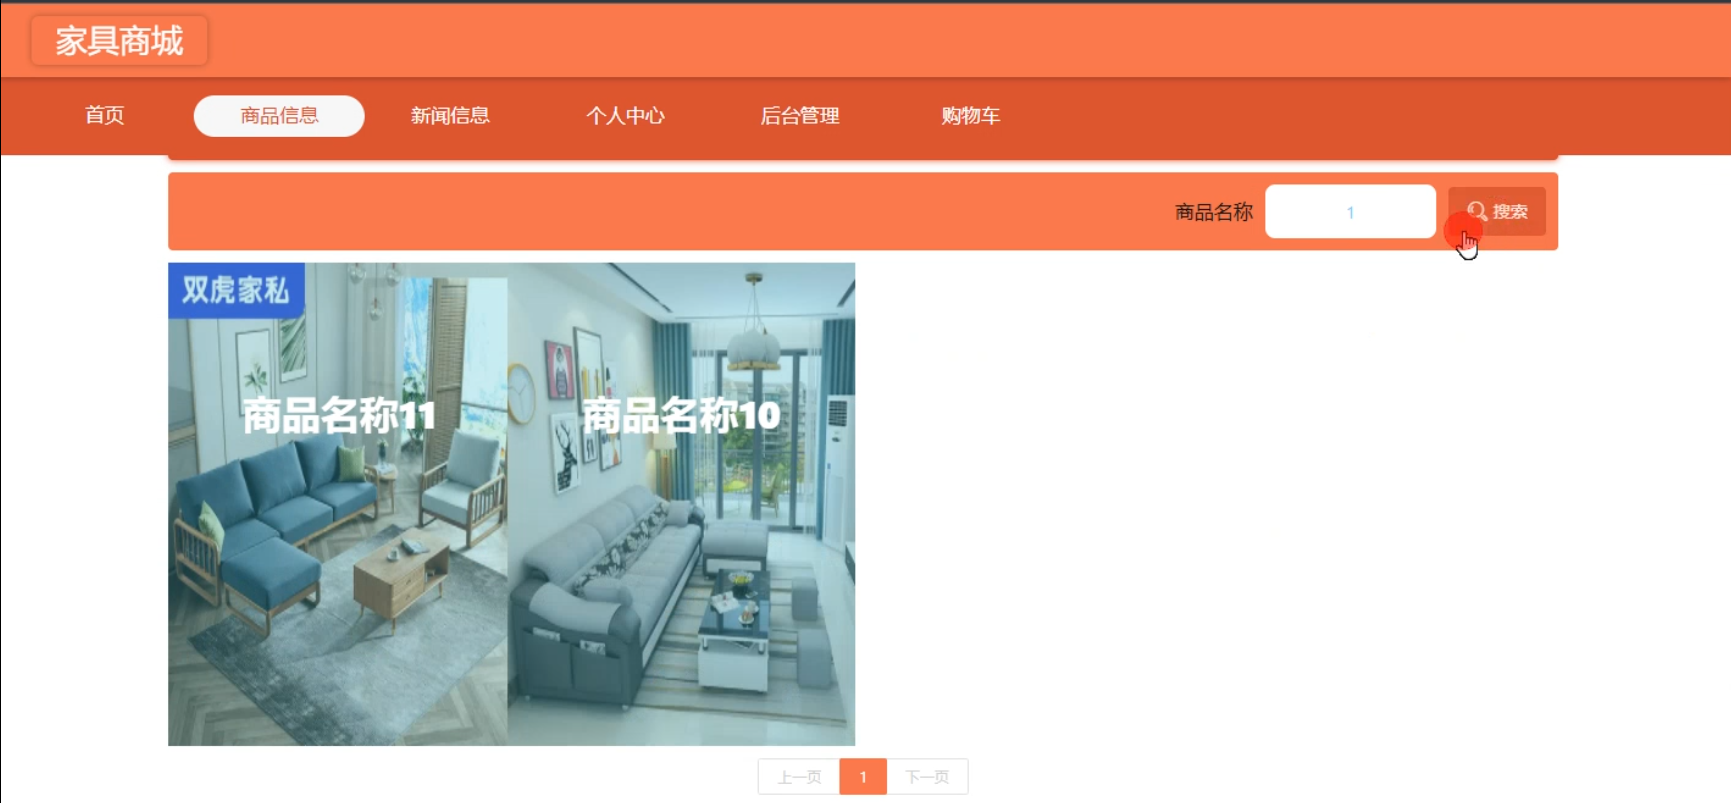 家具商城
首页 商品信息 新闻信息 个人中心 后台管理 购物车
商品名称 1 搜索
双虎家私
商品名称11 商品名称10
上一页 1 下一页